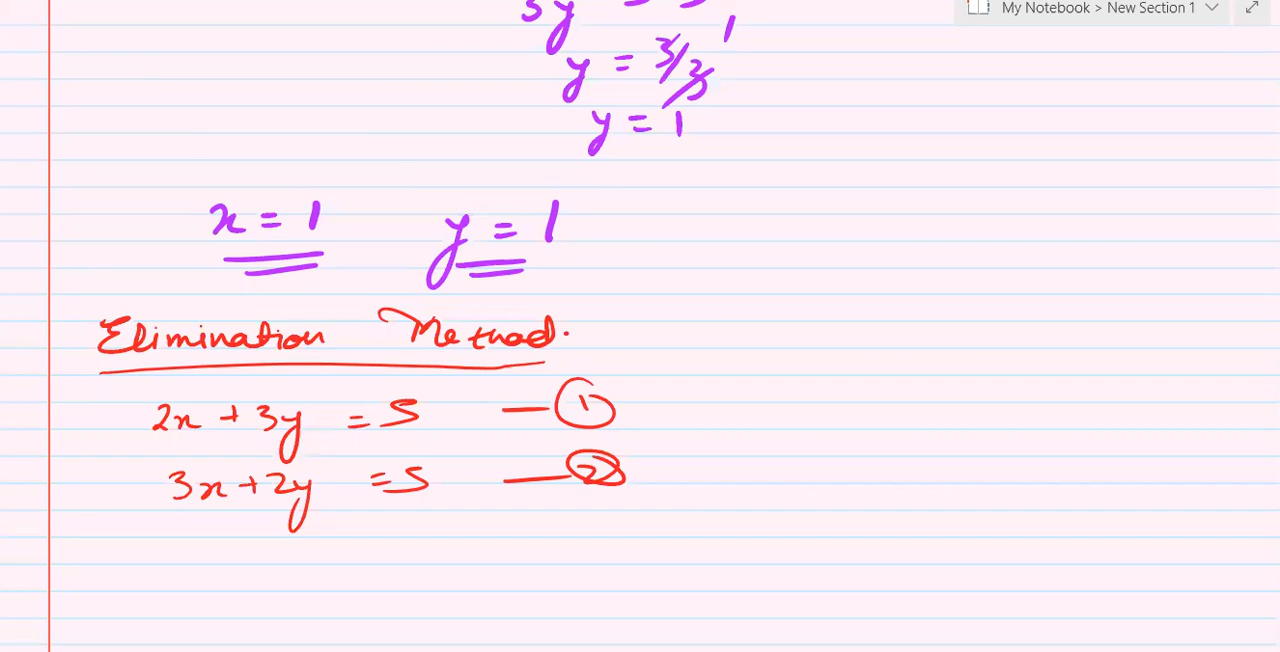 My Notebook > New Section 1
y = 3/3
y = 1
x = 1 y = 1
Elimination Method.
2x + 3y = 5 — 1
3x + 2y = 5 — 2